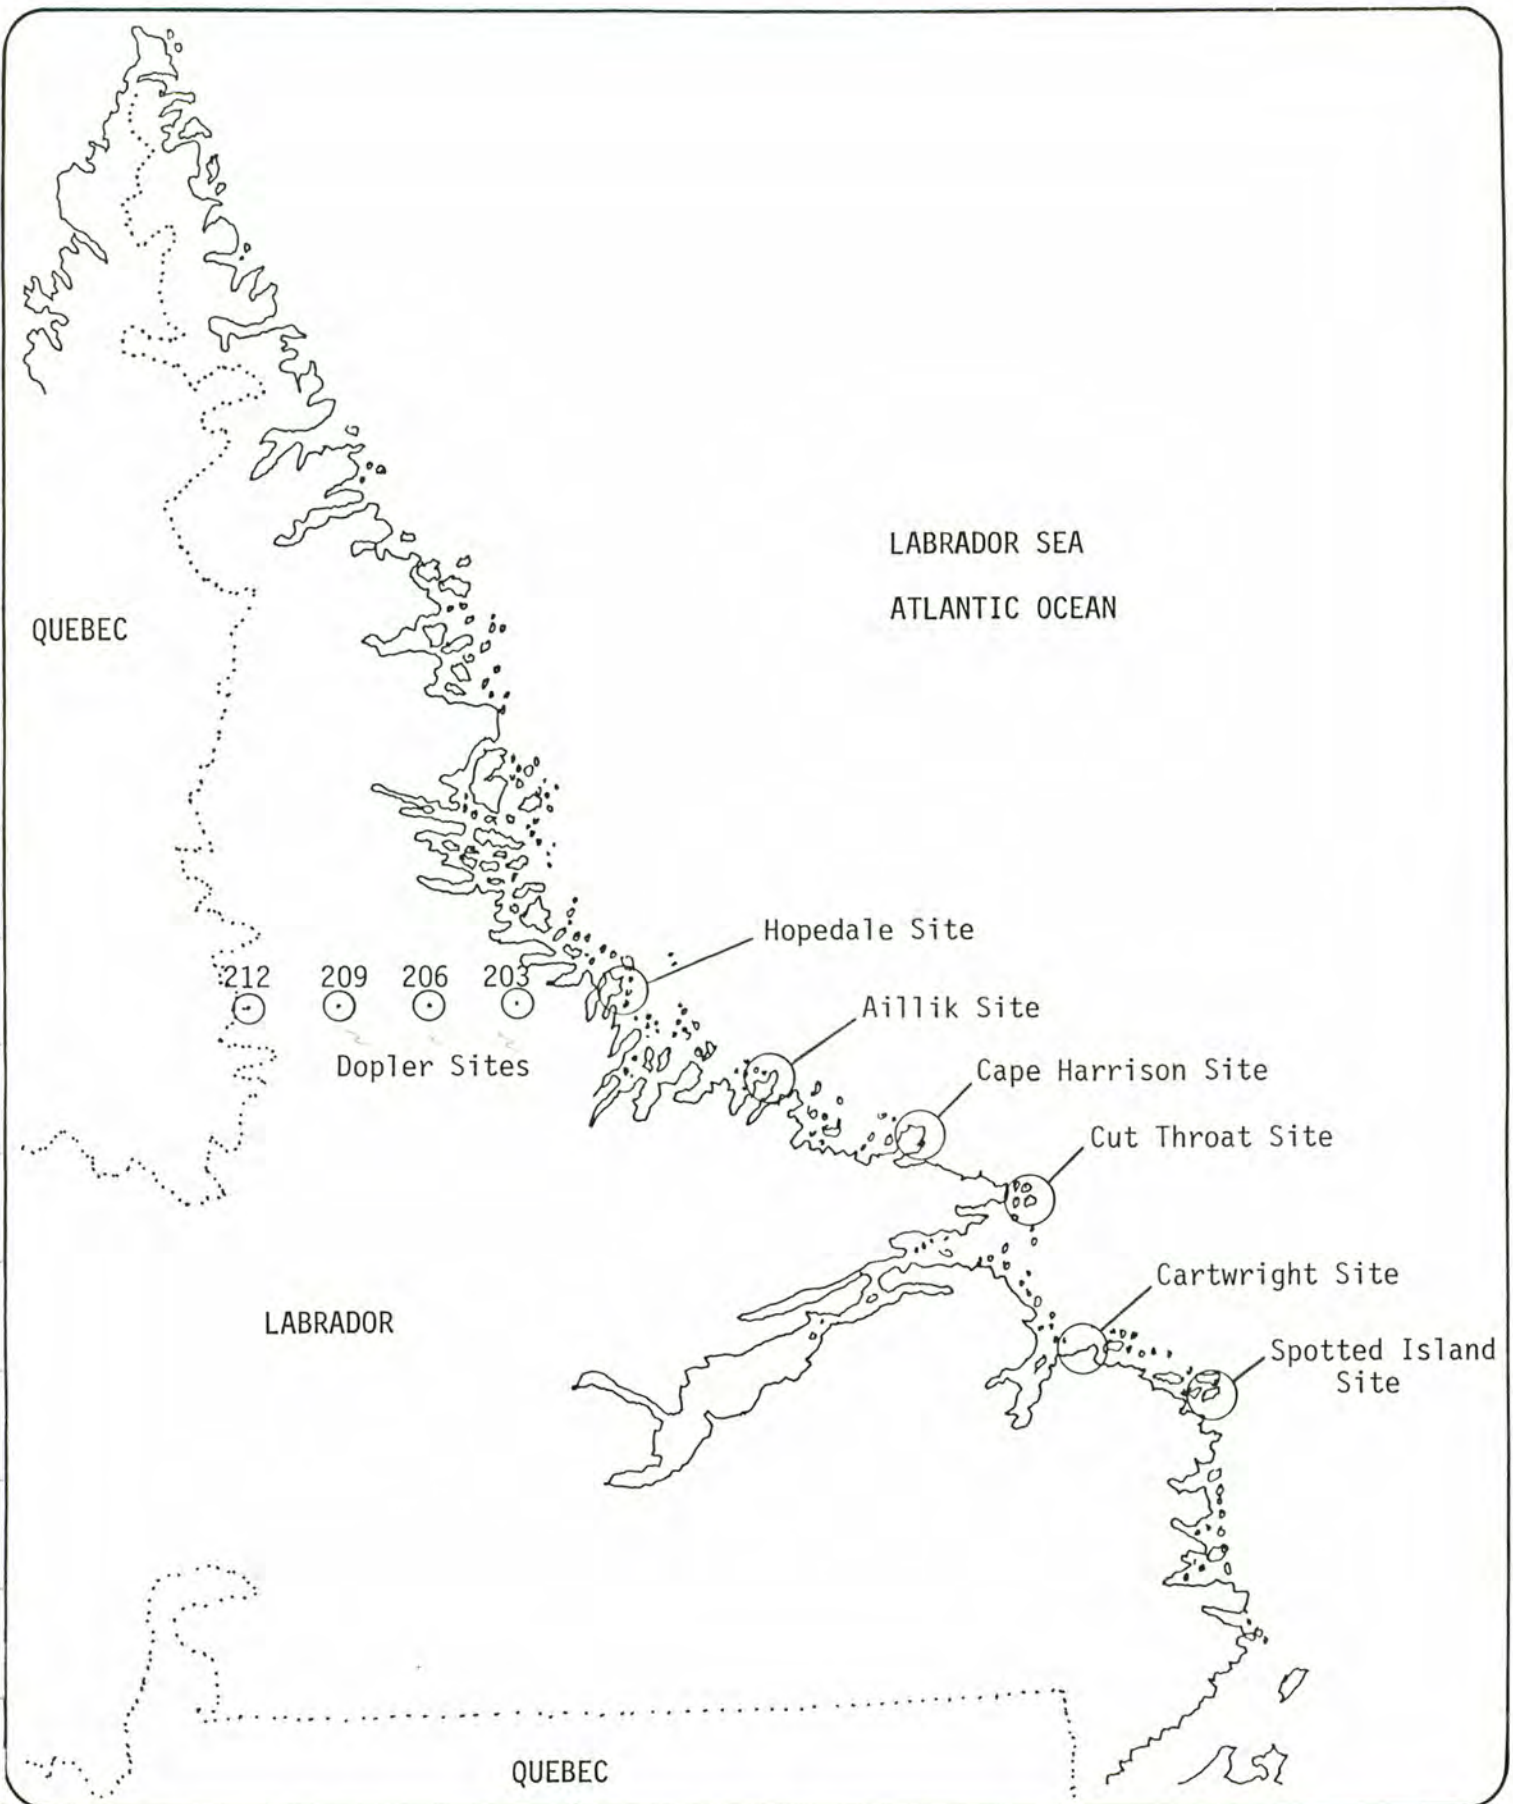 LABRADOR SEA
ATLANTIC OCEAN
QUEBEC
Hopedale Site
212 209 206 203
Aillik Site
Dopler Sites
Cape Harrison Site
Cut Throat Site
Cartwright Site
LABRADOR
Spotted Island
Site
QUEBEC